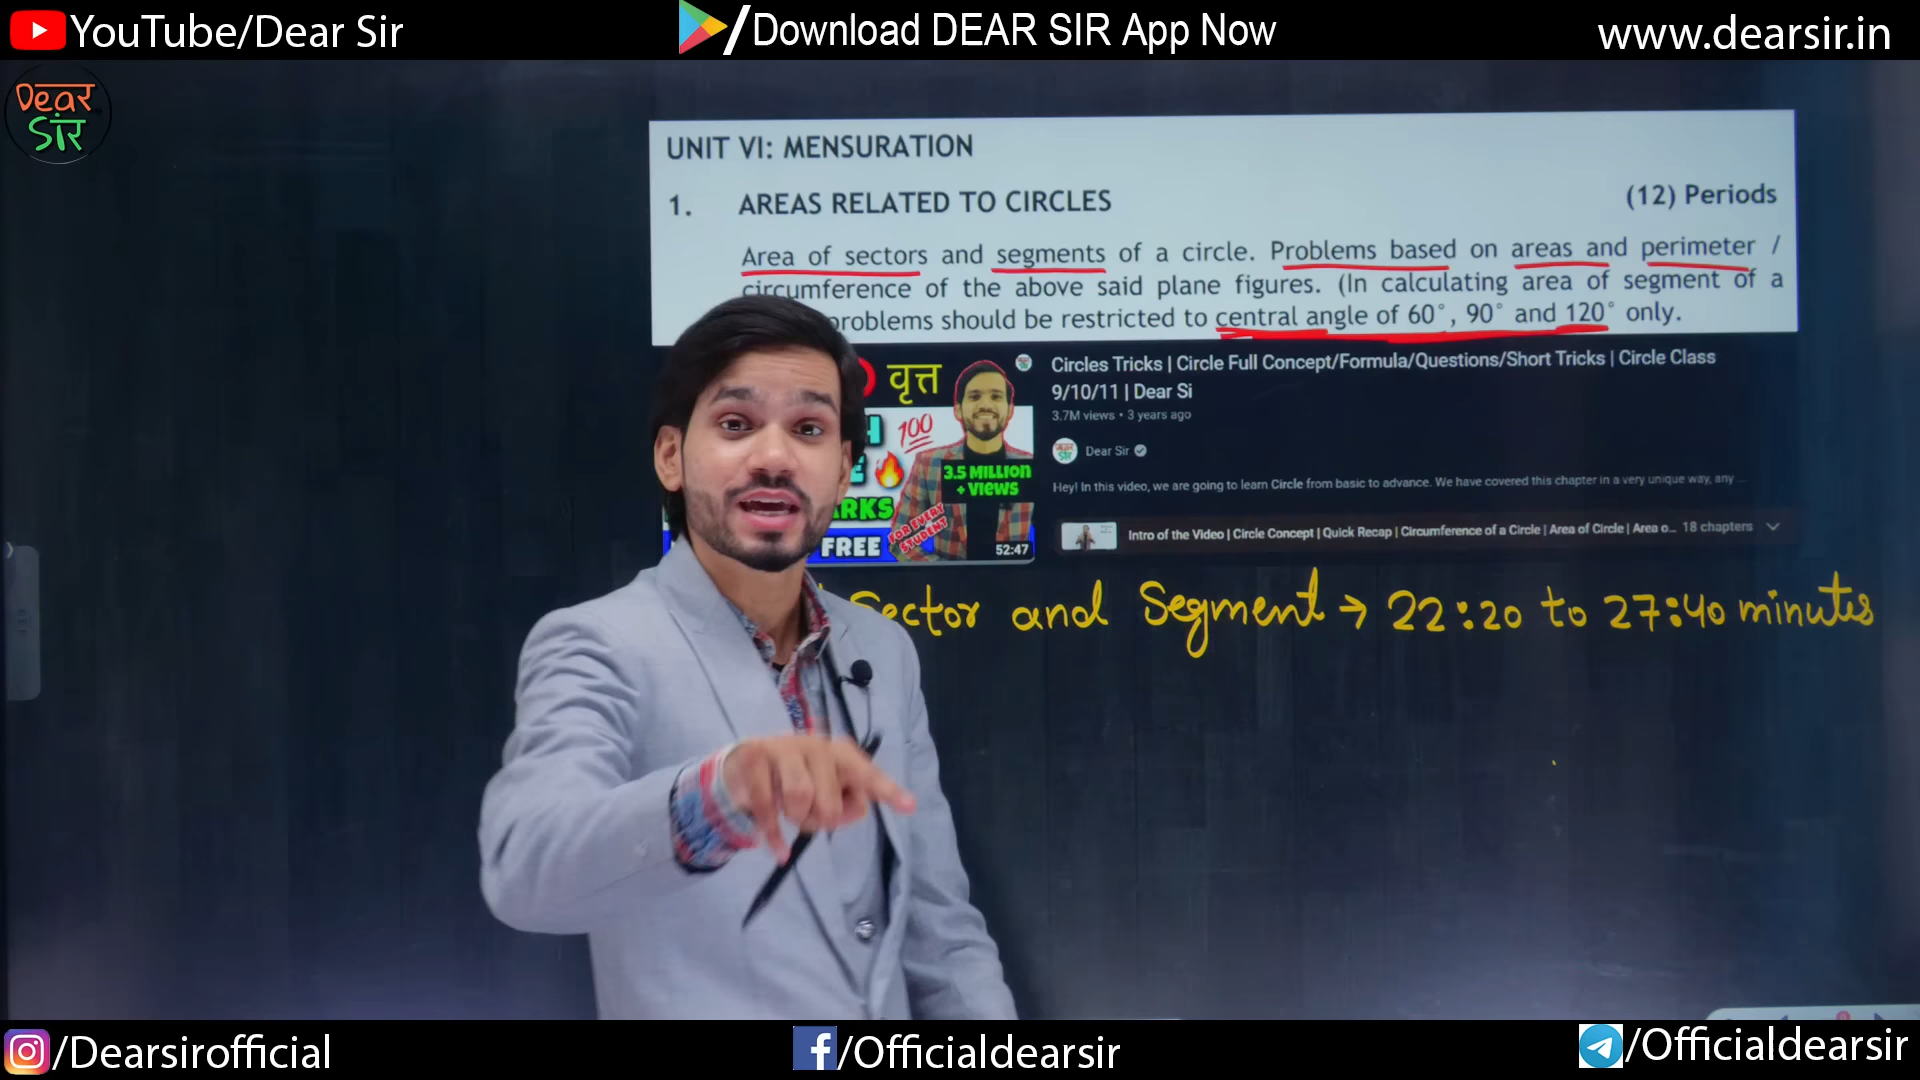 YouTube/Dear Sir
/Download DEAR SIR App Now
www.dearsir.in
Dear
सर
UNIT VI: MENSURATION
1. AREAS RELATED TO CIRCLES (12) Periods
Area of sectors and segments of a circle. Problems based on areas and perimeter /
circumference of the above said plane figures. (In calculating area of segment of a
problems should be restricted to central angle of 60°, 90° and 120° only.
वृत्त
100
3.5 MILLION
+ VIEWS
FOR EVERY
STUDENT
FREE
52:47
Circles Tricks | Circle Full Concept/Formula/Questions/Short Tricks | Circle Class
9/10/11 | Dear Si
3.7M views • 3 years ago
Dear Sir
Hey! In this video, we are going to learn Circle from basic to advance. We have covered this chapter in a very unique way, any ...
Intro of the Video | Circle Concept | Quick Recap | Circumference of a Circle | Area of Circle | Area o... 18 chapters
Sector and Segment → 22:20 to 27:40 minutes
/Dearsirofficial
/Officialdearsir
/Officialdearsir